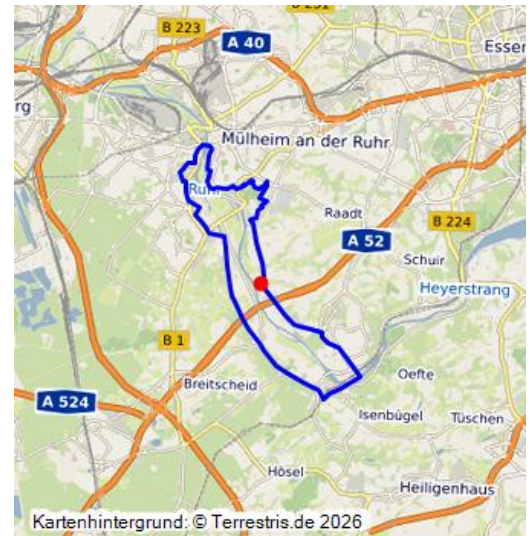 B 231
B 223
A 40
Essen
rg
Mülheim an der Ruhr
Ruhr
Raadt
B 224
A 52
Schuir
Heyerstrang
B 1
Breitscheid
Oefte
A 524
Isenbügel
Tüschen
Hösel
Heiligenhaus
Kartenhintergrund: © Terrestris.de 2026